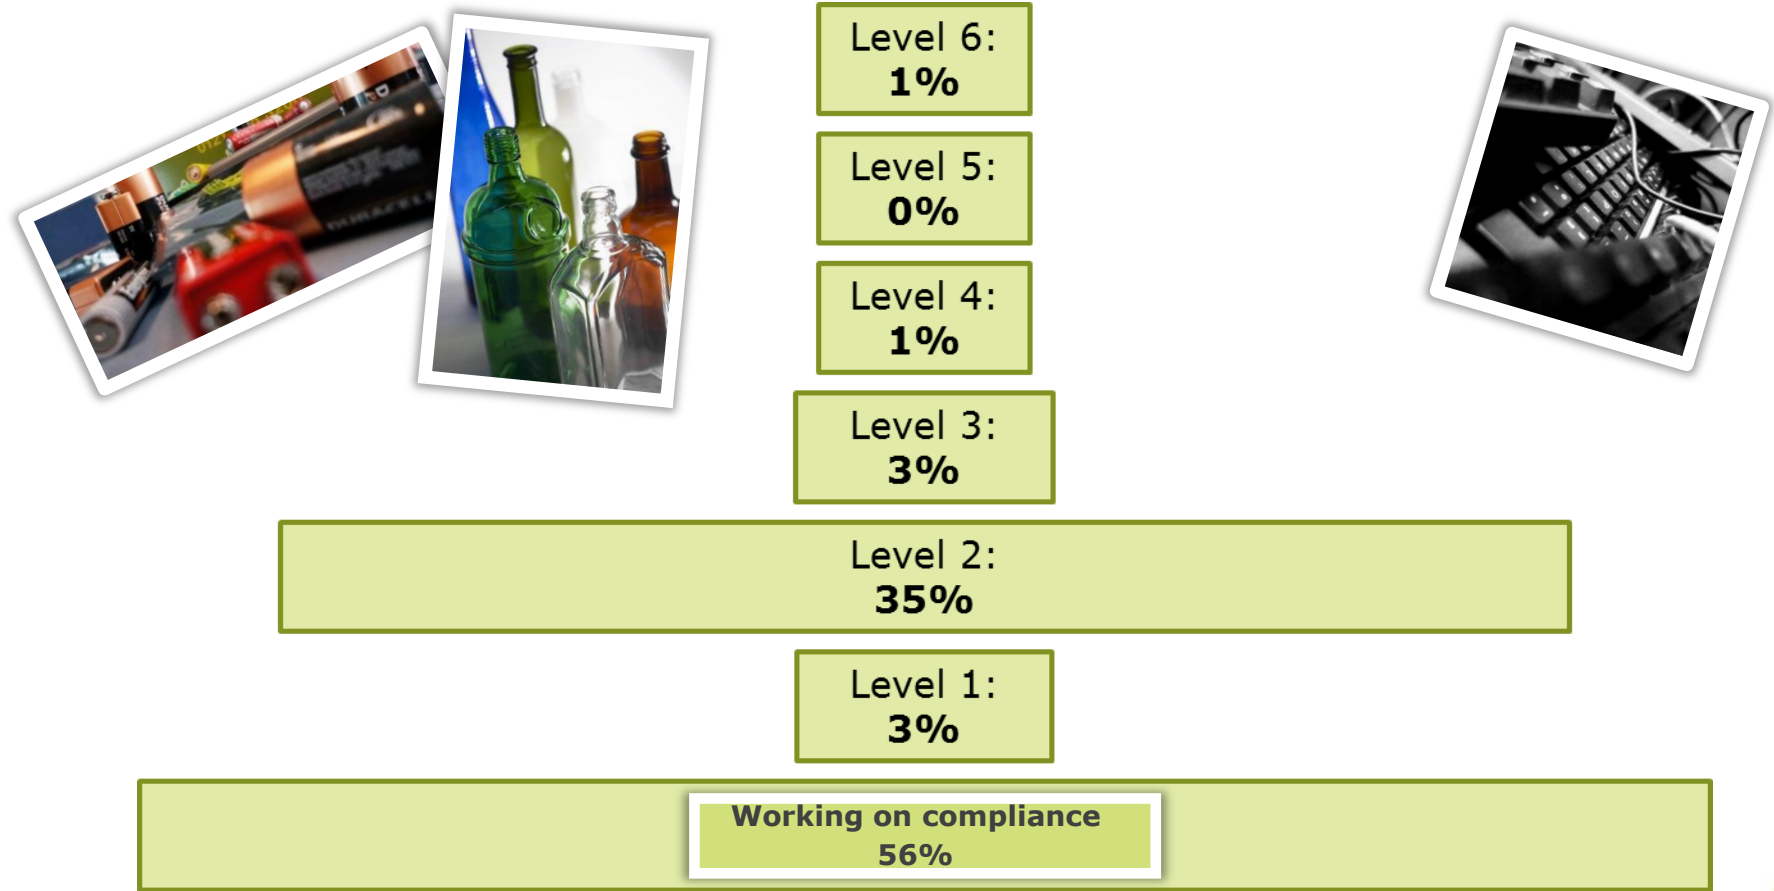 Level 6:
1%
Level 5:
0%
Level 4:
1%
Level 3:
3%
Level 2:
35%
Level 1:
3%
Working on compliance
56%
DURACELL